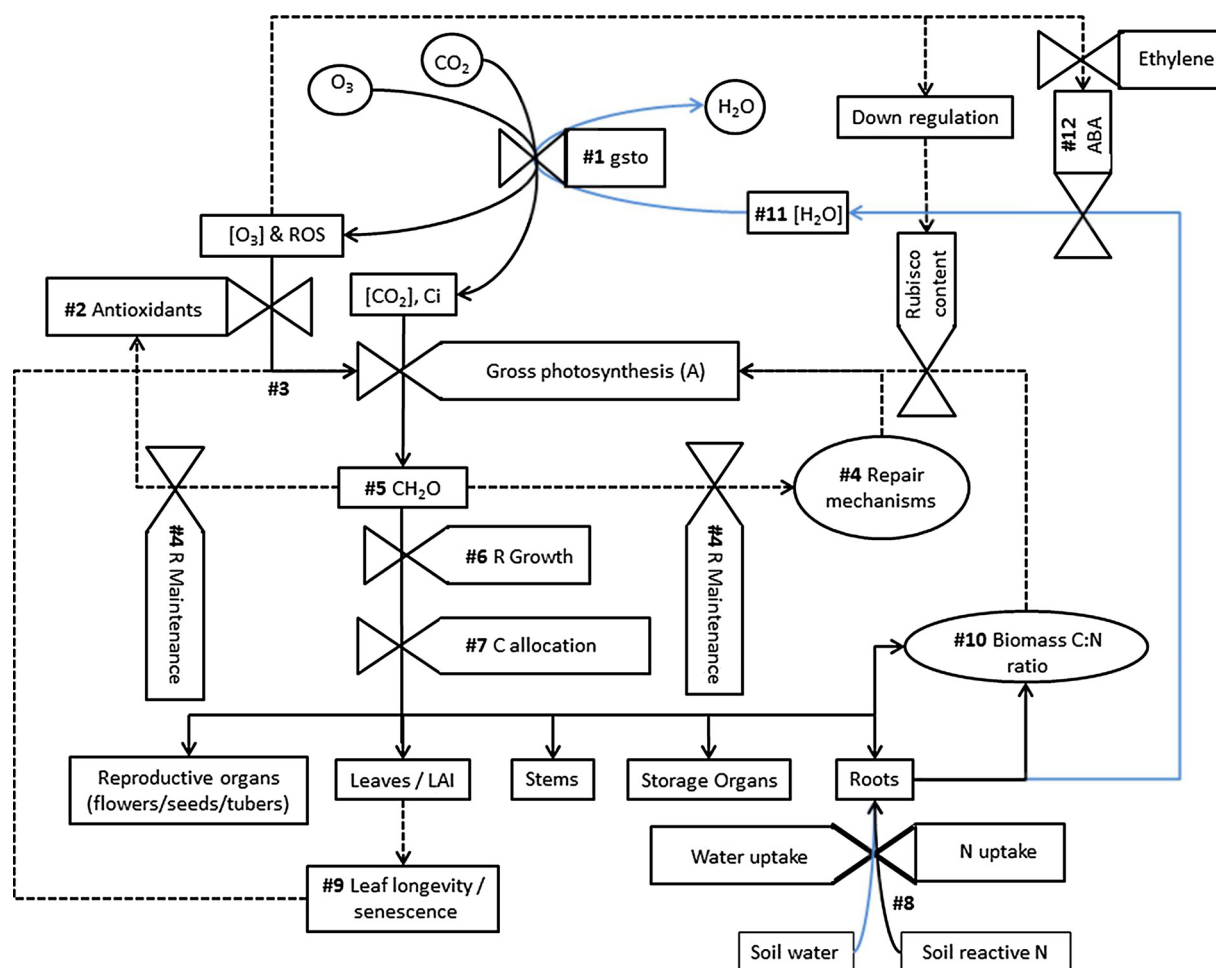 CO₂
O₃
Ethylene
H₂O
Down regulation
#12 ABA
#1 gsto
#11 [H₂O]
[O₃] & ROS
Rubisco
content
[CO₂], Ci
#2 Antioxidants
Gross photosynthesis (A)
#3
#4 Repair
mechanisms
#5 CH₂O
#4 R Maintenance
#4 R Maintenance
#6 R Growth
#7 C allocation
#10 Biomass C:N
ratio
Reproductive organs
(flowers/seeds/tubers)
Leaves / LAI
Stems
Storage Organs
Roots
Water uptake
N uptake
#9 Leaf longevity /
senescence
#8
Soil water
Soil reactive N